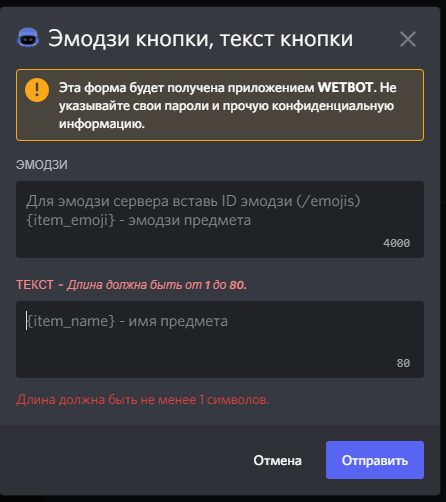 Эмодзи кнопки, текст кнопки
Эта форма будет получена приложением WETBOT. Не
указывайте свои пароли и прочую конфиденциальную
информацию.
ЭМОДЗИ
Для эмодзи сервера вставь ID эмодзи (/emojis)
{item_emoji} - эмодзи предмета
4000
ТЕКСТ - Длина должна быть от 1 до 80.
{item_name} - имя предмета
80
Длина должна быть не менее 1 символов.
Отмена
Отправить